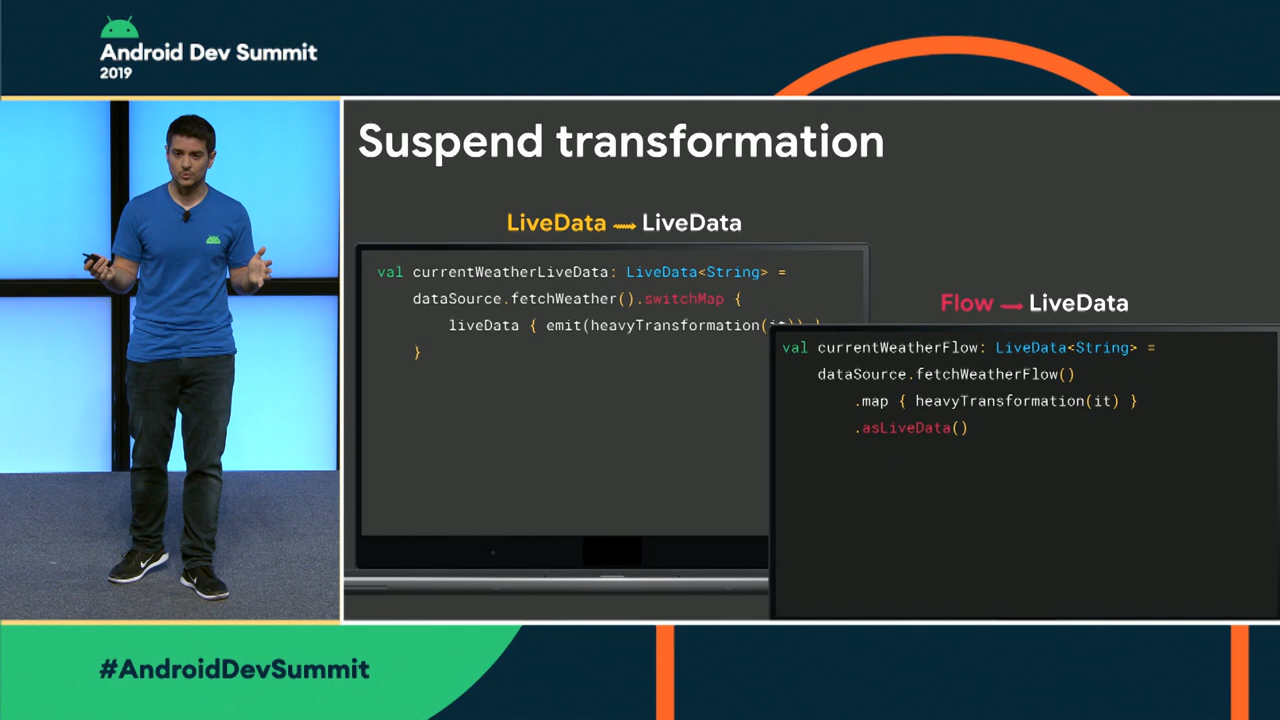 Android Dev Summit
2019
Suspend transformation
LiveData → LiveData
val currentWeatherLiveData: LiveData<String> =
dataSource.fetchWeather().switchMap {
liveData { emit(heavyTransformation(it)) }
}
Flow → LiveData
val currentWeatherFlow: LiveData<String> =
dataSource.fetchWeatherFlow()
.map { heavyTransformation(it) }
.asLiveData()
#AndroidDevSummit